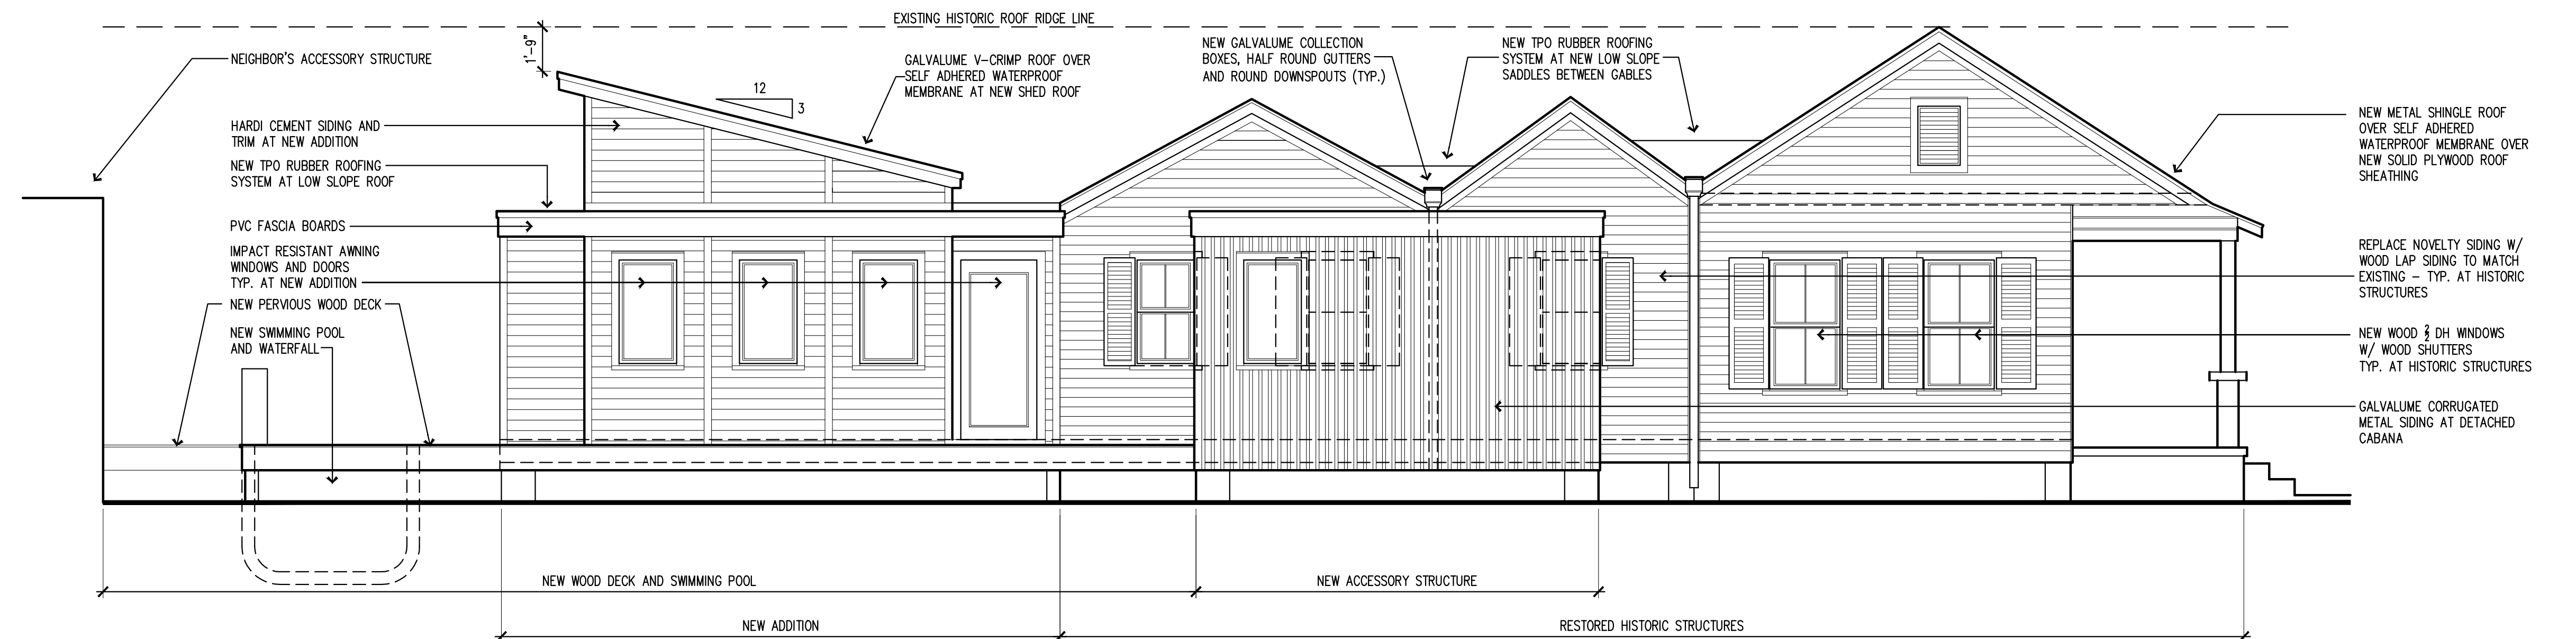 EXISTING HISTORIC ROOF RIDGE LINE
1'-9"
NEIGHBOR'S ACCESSORY STRUCTURE
GALVALUME V-CRIMP ROOF OVER
SELF ADHERED WATERPROOF
MEMBRANE AT NEW SHED ROOF
NEW GALVALUME COLLECTION
BOXES, HALF ROUND GUTTERS
AND ROUND DOWNSPOUTS (TYP.)
NEW TPO RUBBER ROOFING
SYSTEM AT NEW LOW SLOPE
SADDLES BETWEEN GABLES
12
3
HARDI CEMENT SIDING AND
TRIM AT NEW ADDITION
NEW TPO RUBBER ROOFING
SYSTEM AT LOW SLOPE ROOF
PVC FASCIA BOARDS
IMPACT RESISTANT AWNING
WINDOWS AND DOORS
TYP. AT NEW ADDITION
NEW PERVIOUS WOOD DECK
NEW SWIMMING POOL
AND WATERFALL
NEW METAL SHINGLE ROOF
OVER SELF ADHERED
WATERPROOF MEMBRANE OVER
NEW SOLID PLYWOOD ROOF
SHEATHING
REPLACE NOVELTY SIDING W/
WOOD LAP SIDING TO MATCH
EXISTING - TYP. AT HISTORIC
STRUCTURES
NEW WOOD 2/2 DH WINDOWS
W/ WOOD SHUTTERS
TYP. AT HISTORIC STRUCTURES
GALVALUME CORRUGATED
METAL SIDING AT DETACHED
CABANA
NEW WOOD DECK AND SWIMMING POOL
NEW ACCESSORY STRUCTURE
NEW ADDITION
RESTORED HISTORIC STRUCTURES